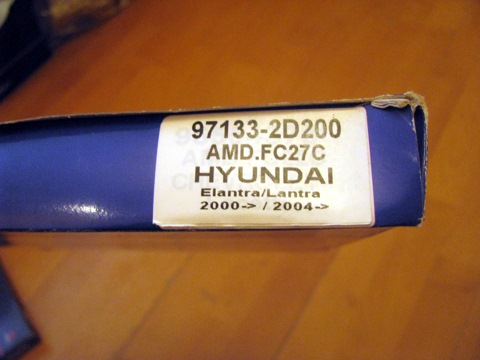 97133-2D200
AMD.FC27C
HYUNDAI
Elantra/Lantra
2000-> / 2004->